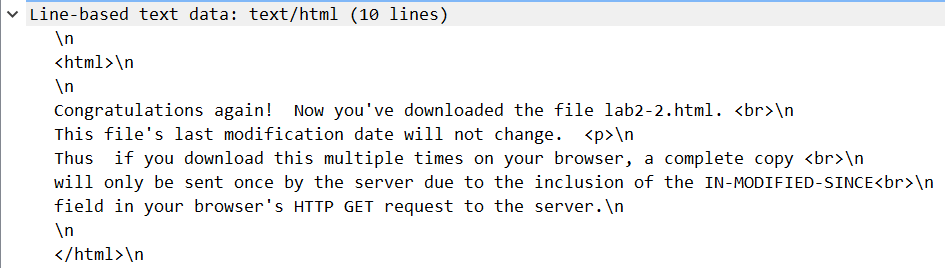 Line-based text data: text/html (10 lines)
\n
<html>\n
\n
Congratulations again!  Now you've downloaded the file lab2-2.html. <br>\n
This file's last modification date will not change.  <p>\n
Thus  if you download this multiple times on your browser, a complete copy <br>\n
will only be sent once by the server due to the inclusion of the IN-MODIFIED-SINCE<br>\n
field in your browser's HTTP GET request to the server.\n
\n
</html>\n